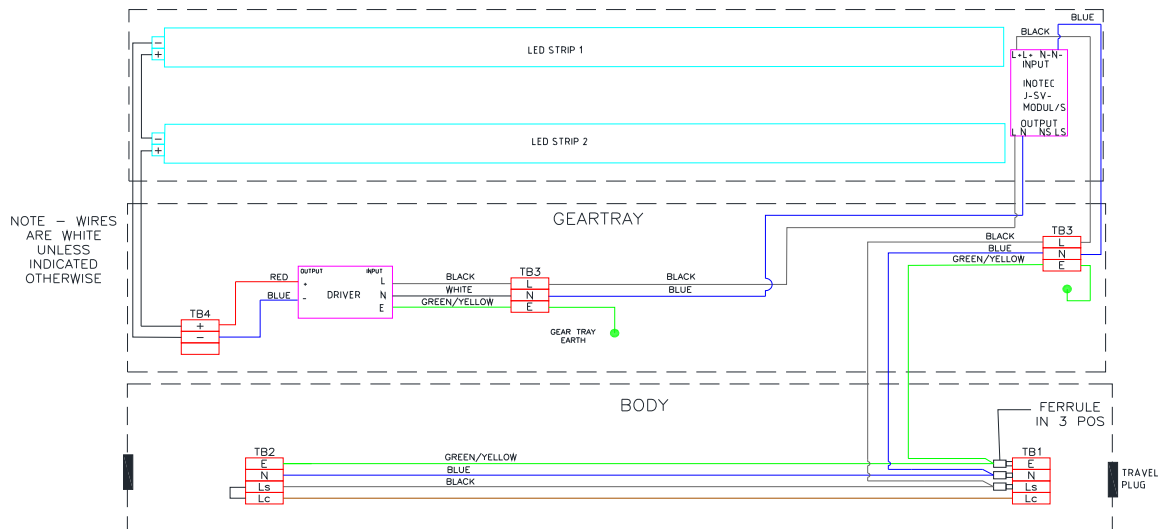 BLUE
BLACK
- LED STRIP 1
+
L+L+ N-N-
INPUT
INOTEC
J-SV-
MODUL/S
OUTPUT
L N NS LS
- LED STRIP 2
+
NOTE - WIRES
ARE WHITE
UNLESS
INDICATED
OTHERWISE
GEARTRAY
BLACK
TB3
BLUE
L
N
GREEN/YELLOW
E
OUTPUT INPUT
RED
+
DRIVER
BLUE
-
L
N
E
BLACK
WHITE
GREEN/YELLOW
TB3
L
N
E
BLACK
BLUE
TB4
+
-
GEAR TRAY
EARTH
BODY
FERRULE
IN 3 POS
TB2
E
N
Ls
Lc
GREEN/YELLOW
BLUE
BLACK
TB1
E
N
Ls
Lc
TRAVEL
PLUG